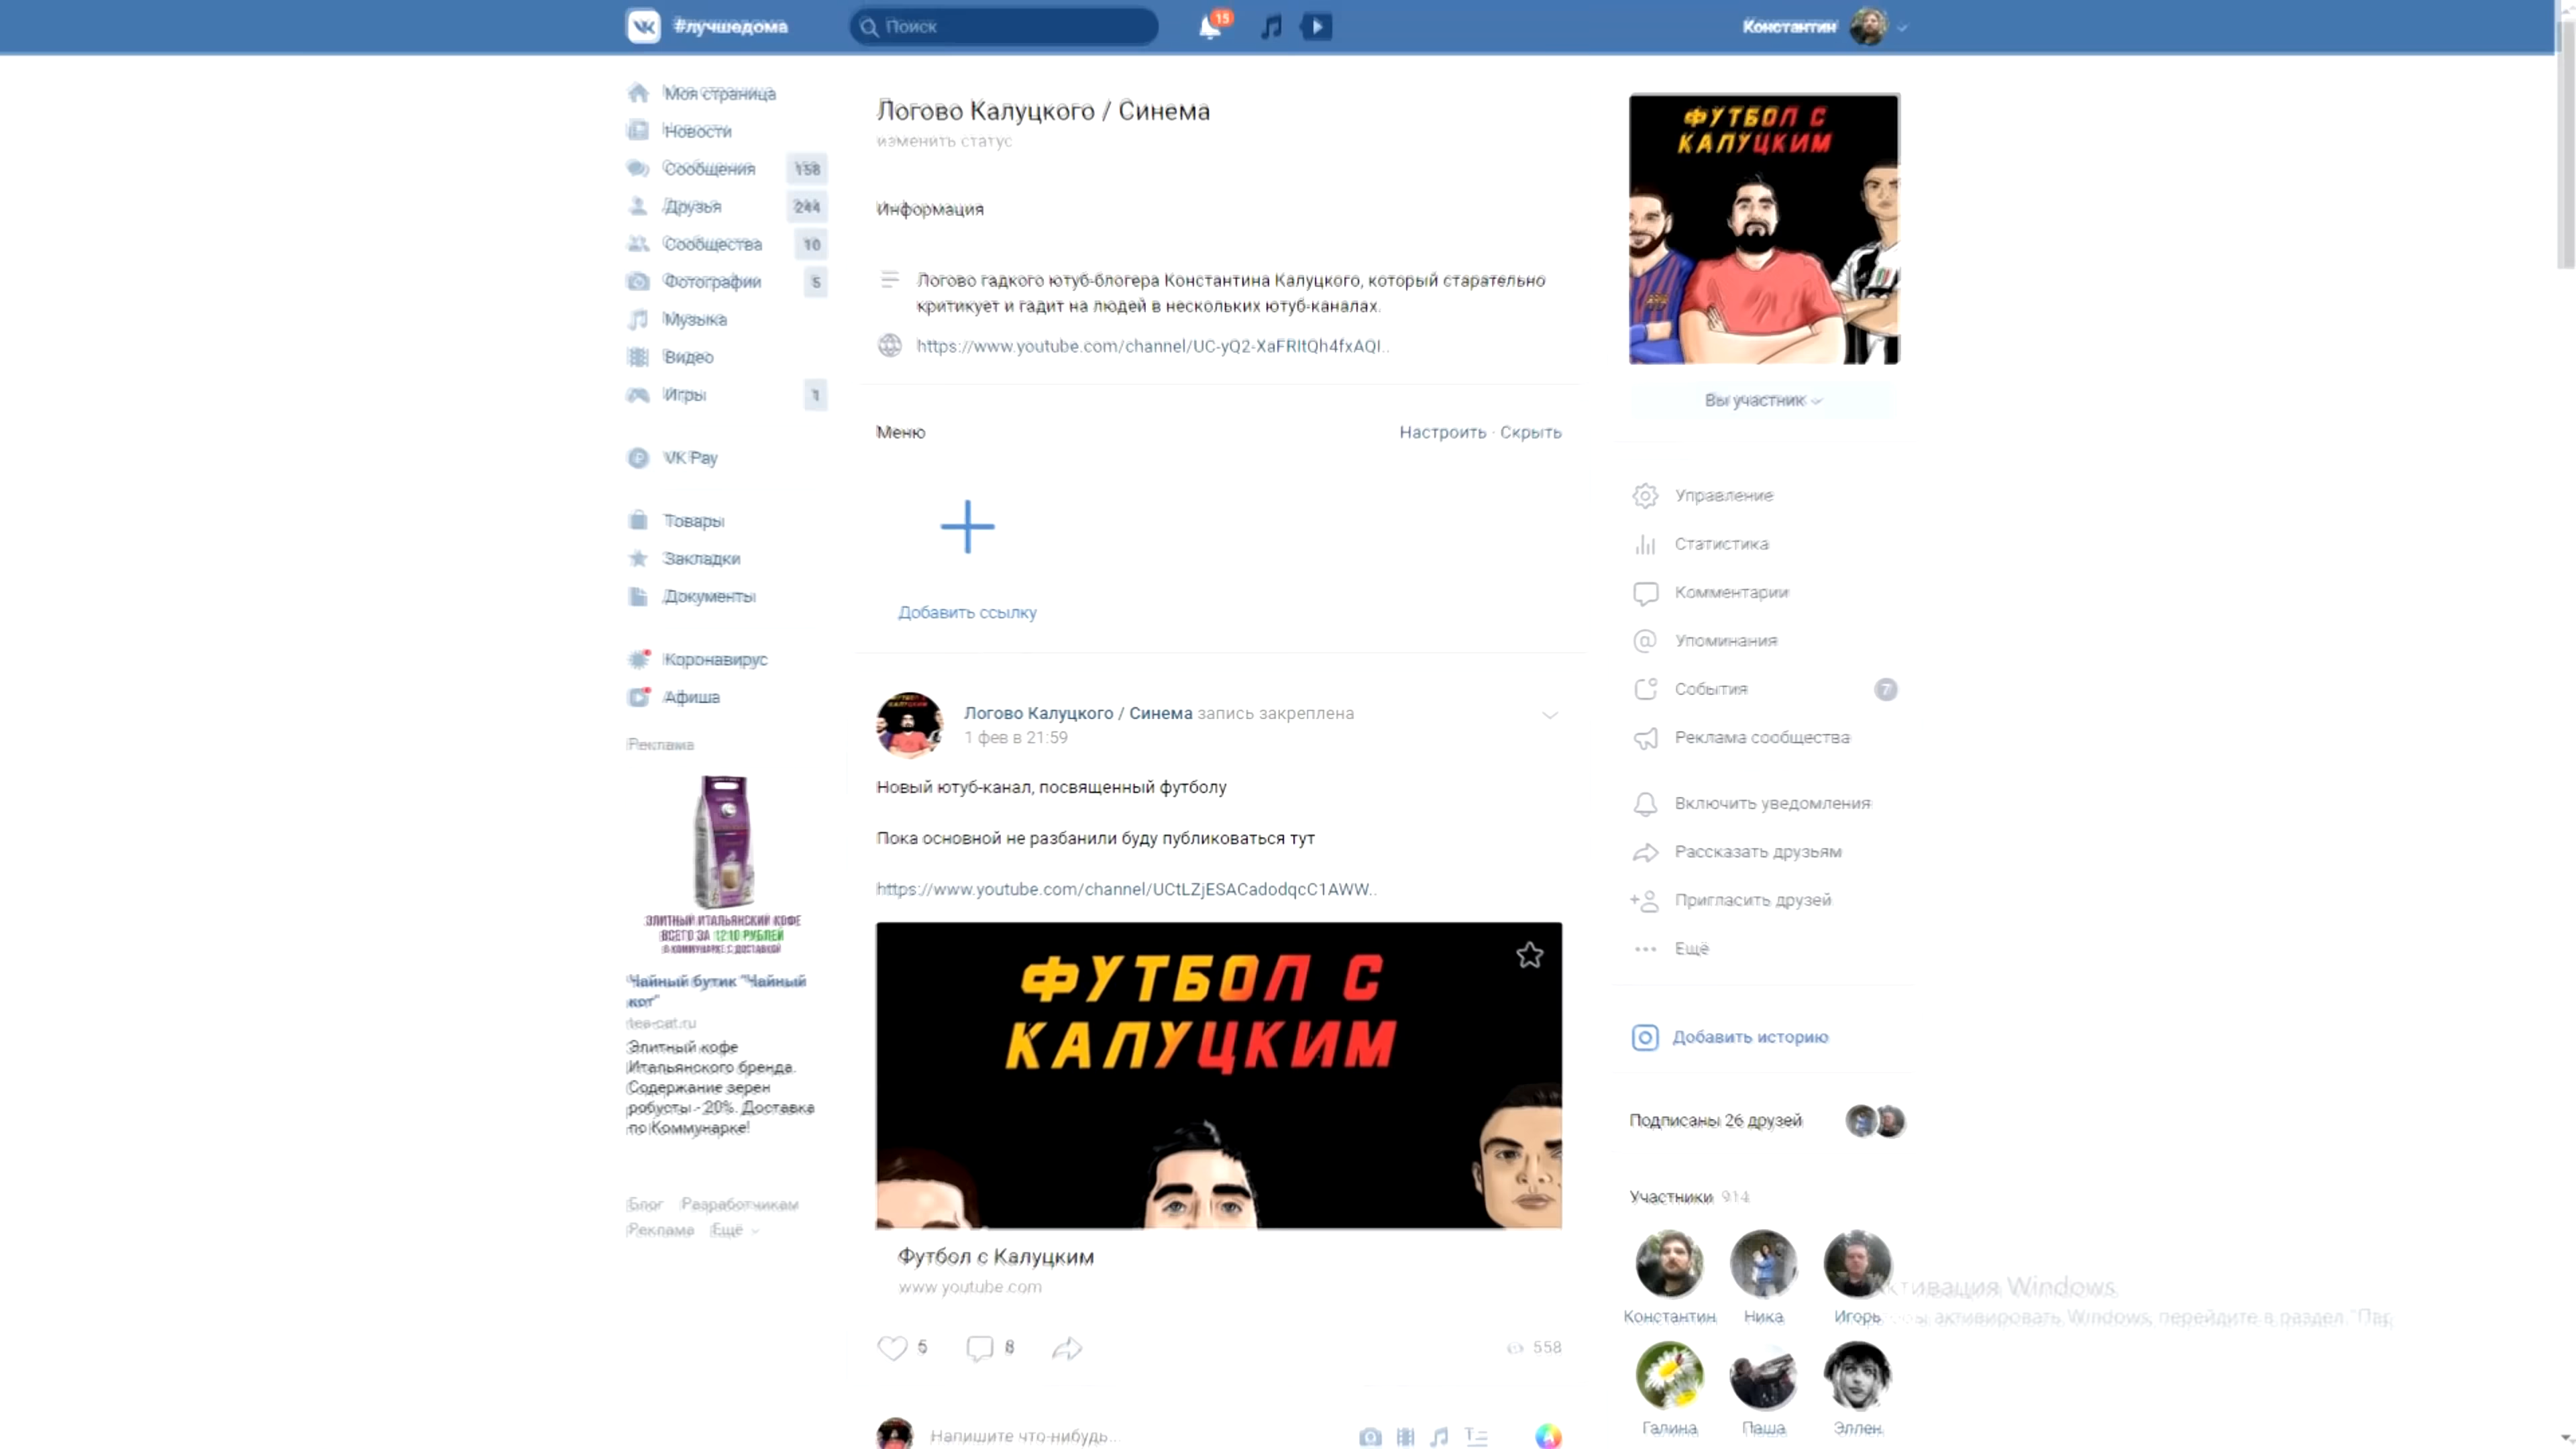 #лучшедома
Поиск
15
Константин
Моя страница
Новости
Сообщения 158
Друзья 244
Сообщества 10
Фотографии 5
Музыка
Видео
Игры 1
VK Pay
Товары
Закладки
Документы
Коронавирус
Афиша
Реклама
ЭЛИТНЫЙ ИТАЛЬЯНСКИЙ КОФЕ
ВСЕГО ЗА 1210 РУБЛЕЙ
В КОММУНАРКЕ С ДОСТАВКОЙ
Чайный бутик "Чайный
кот"
tea-cat.ru
Элитный кофе
Итальянского бренда.
Содержание зерен
робусты - 20%. Доставка
по Коммунарке!
Блог Разработчикам
Реклама Ещё
Логово Калуцкого / Синема
изменить статус
Информация
Логово гадкого ютуб-блогера Константина Калуцкого, который старательно
критикует и гадит на людей в нескольких ютуб-каналах.
https://www.youtube.com/channel/UC-yQ2-XaFRItQh4fxAQI..
Меню
Настроить · Скрыть
Добавить ссылку
Логово Калуцкого / Синема запись закреплена
1 фев в 21:59
Новый ютуб-канал, посвященный футболу
Пока основной не разбанили буду публиковаться тут
https://www.youtube.com/channel/UCtLZjESACadodqcC1AWW..
ФУТБОЛ С
КАЛУЦКИМ
Футбол с Калуцким
www.youtube.com
5 8
558
Напишите что-нибудь...
ФУТБОЛ С
КАЛУЦКИМ
Вы участник
Управление
Статистика
Комментарии
Упоминания
События 7
Реклама сообщества
Включить уведомления
Рассказать друзьям
Пригласить друзей
Ещё
Добавить историю
Подписаны 26 друзей
Участники 914
Константин Ника Игорь
Галина Паша Эллен
Активация Windows
активировать Windows, перейдите в раздел "Пар